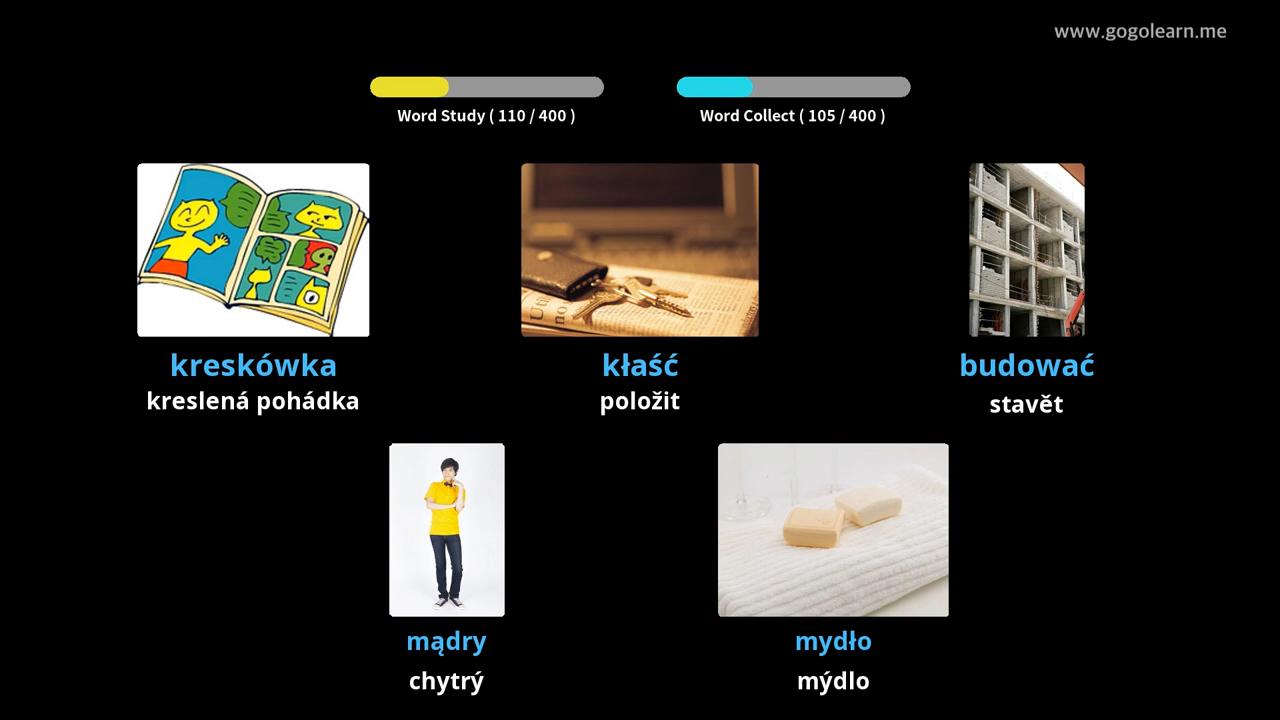 www.gogolearn.me
Word Study ( 110 / 400 )
Word Collect ( 105 / 400 )
kreskówka
kreslená pohádka
kłaść
położit
budować
stavět
mądry
chytrý
mydło
mýdlo